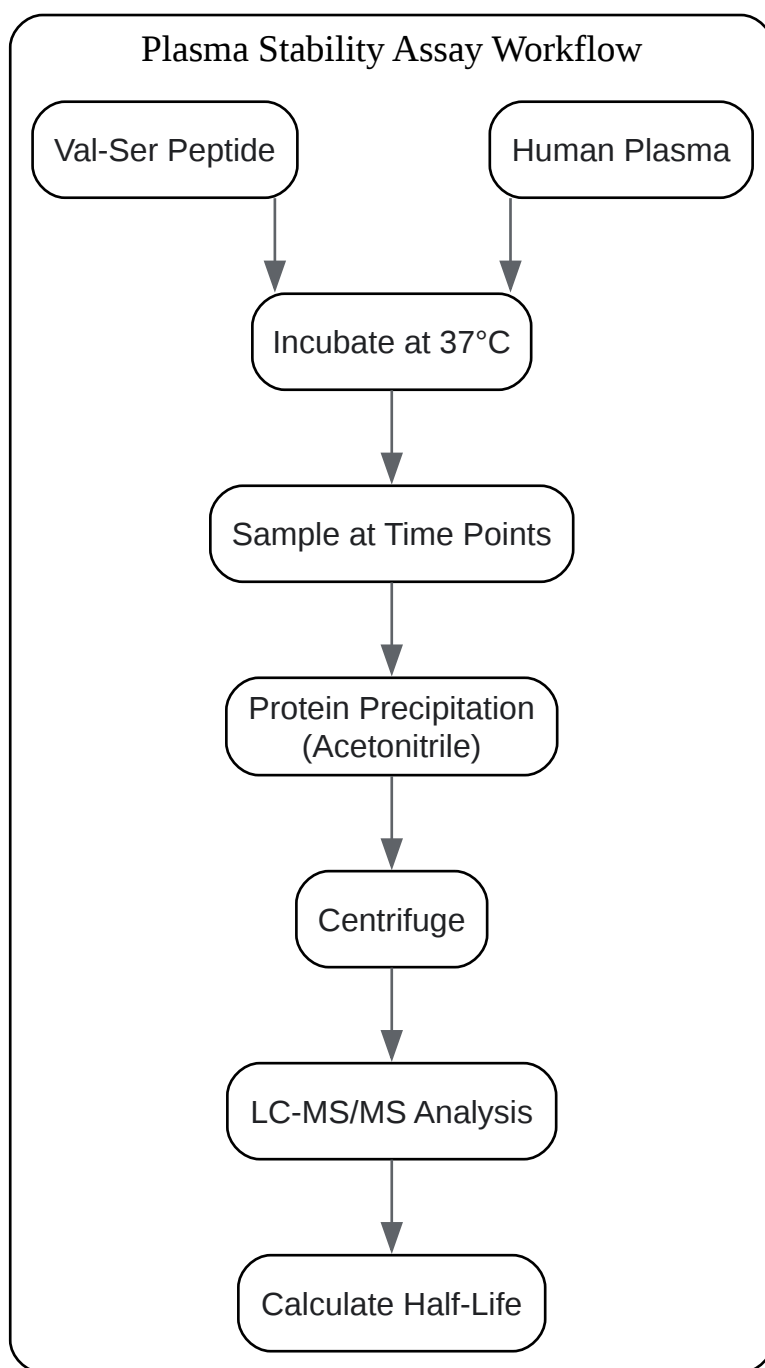 Plasma Stability Assay Workflow
Val-Ser Peptide
Human Plasma
Incubate at 37°C
Sample at Time Points
Protein Precipitation
(Acetonitrile)
Centrifuge
LC-MS/MS Analysis
Calculate Half-Life